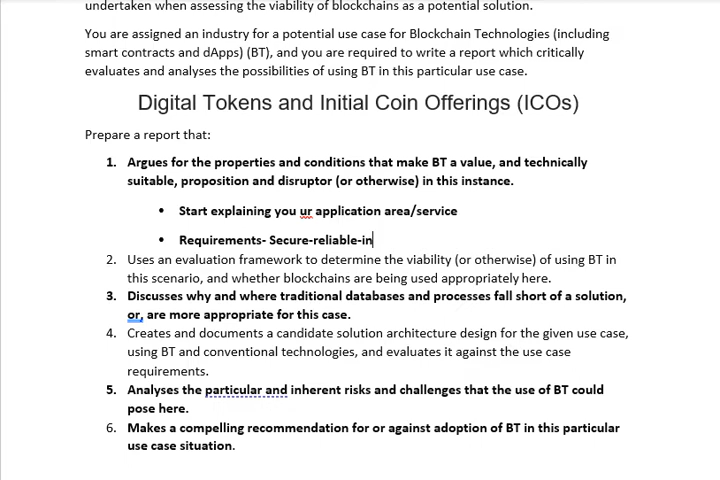 undertaken when assessing the viability of blockchains as a potential solution.
You are assigned an industry for a potential use case for Blockchain Technologies (including
smart contracts and dApps) (BT), and you are required to write a report which critically
evaluates and analyses the possibilities of using BT in this particular use case.
Digital Tokens and Initial Coin Offerings (ICOs)
Prepare a report that:
1. Argues for the properties and conditions that make BT a value, and technically
suitable, proposition and disruptor (or otherwise) in this instance.
• Start explaining you ur application area/service
• Requirements- Secure-reliable-in
2. Uses an evaluation framework to determine the viability (or otherwise) of using BT in
this scenario, and whether blockchains are being used appropriately here.
3. Discusses why and where traditional databases and processes fall short of a solution,
or, are more appropriate for this case.
4. Creates and documents a candidate solution architecture design for the given use case,
using BT and conventional technologies, and evaluates it against the use case
requirements.
5. Analyses the particular and inherent risks and challenges that the use of BT could
pose here.
6. Makes a compelling recommendation for or against adoption of BT in this particular
use case situation.